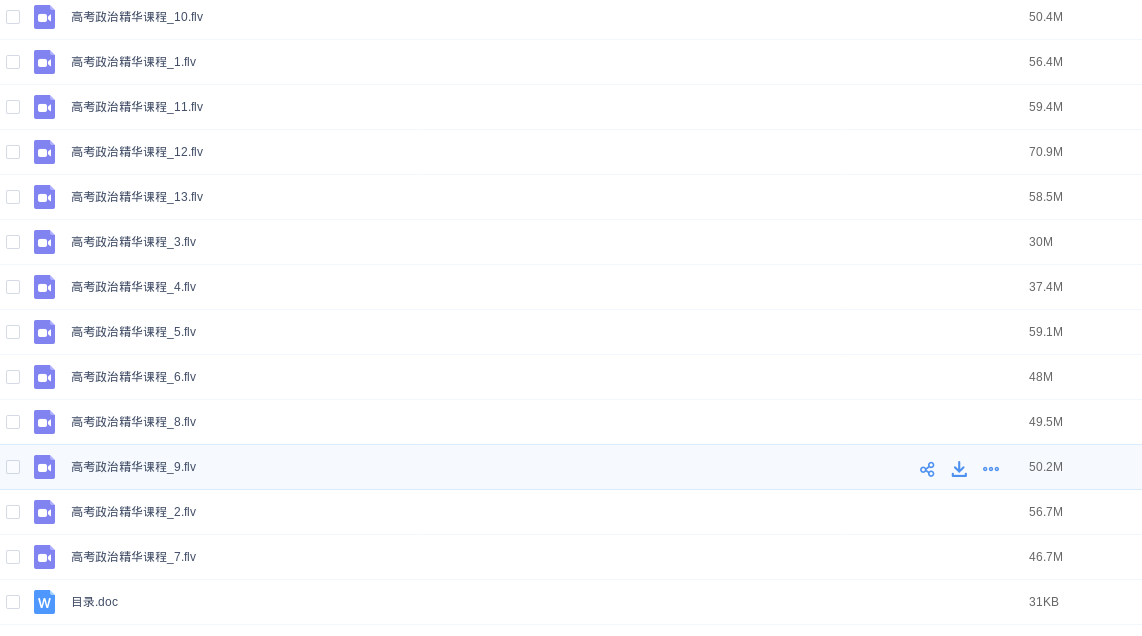 高考政治精华课程_10.flv 50.4M
高考政治精华课程_1.flv 56.4M
高考政治精华课程_11.flv 59.4M
高考政治精华课程_12.flv 70.9M
高考政治精华课程_13.flv 58.5M
高考政治精华课程_3.flv 30M
高考政治精华课程_4.flv 37.4M
高考政治精华课程_5.flv 59.1M
高考政治精华课程_6.flv 48M
高考政治精华课程_8.flv 49.5M
高考政治精华课程_9.flv 50.2M
高考政治精华课程_2.flv 56.7M
高考政治精华课程_7.flv 46.7M
W 目录.doc 31KB